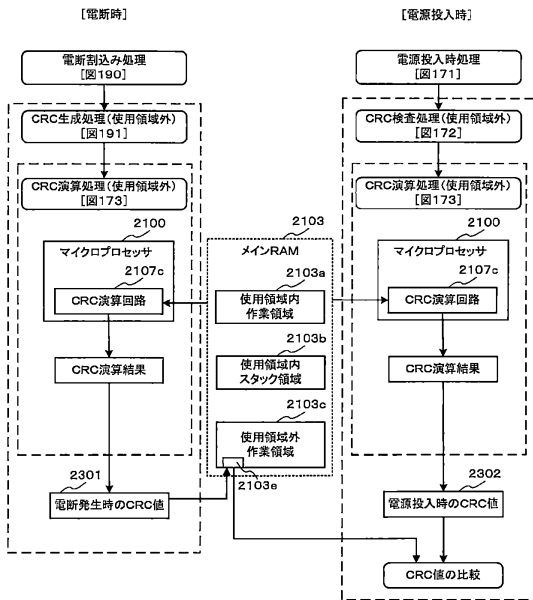 [電断時]
電断割込み処理
[図190]
CRC生成処理(使用領域外)
[図191]
CRC演算処理(使用領域外)
[図173]
2100
マイクロプロセッサ
2107c
CRC演算回路
CRC演算結果
2301
電断発生時のCRC値
2103
メインRAM
2103a
使用領域内
作業領域
2103b
使用領域内
スタック領域
2103c
使用領域外
作業領域
2103e
[電源投入時]
電源投入時処理
[図171]
CRC検査処理(使用領域外)
[図172]
CRC演算処理(使用領域外)
[図173]
2100
マイクロプロセッサ
2107c
CRC演算回路
CRC演算結果
2302
電源投入時のCRC値
CRC値の比較